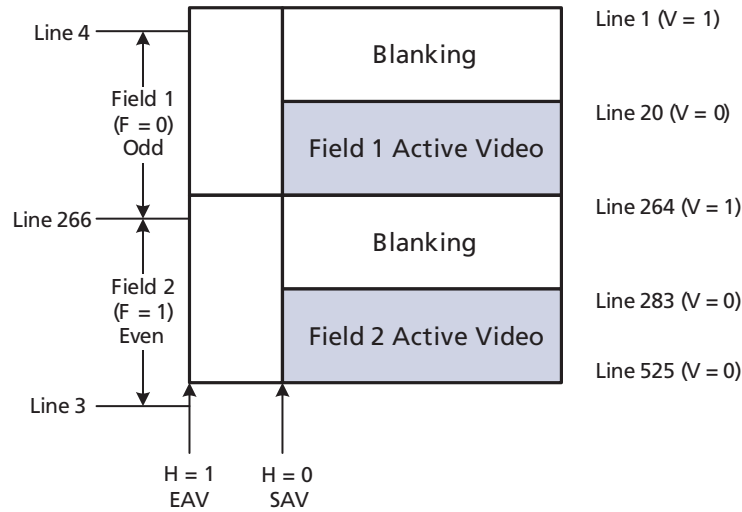 Line 4
Field 1
(F = 0)
Odd
Line 266
Field 2
(F = 1)
Even
Line 3
Blanking
Field 1 Active Video
Blanking
Field 2 Active Video
Line 1 (V = 1)
Line 20 (V = 0)
Line 264 (V = 1)
Line 283 (V = 0)
Line 525 (V = 0)
H = 1
EAV
H = 0
SAV